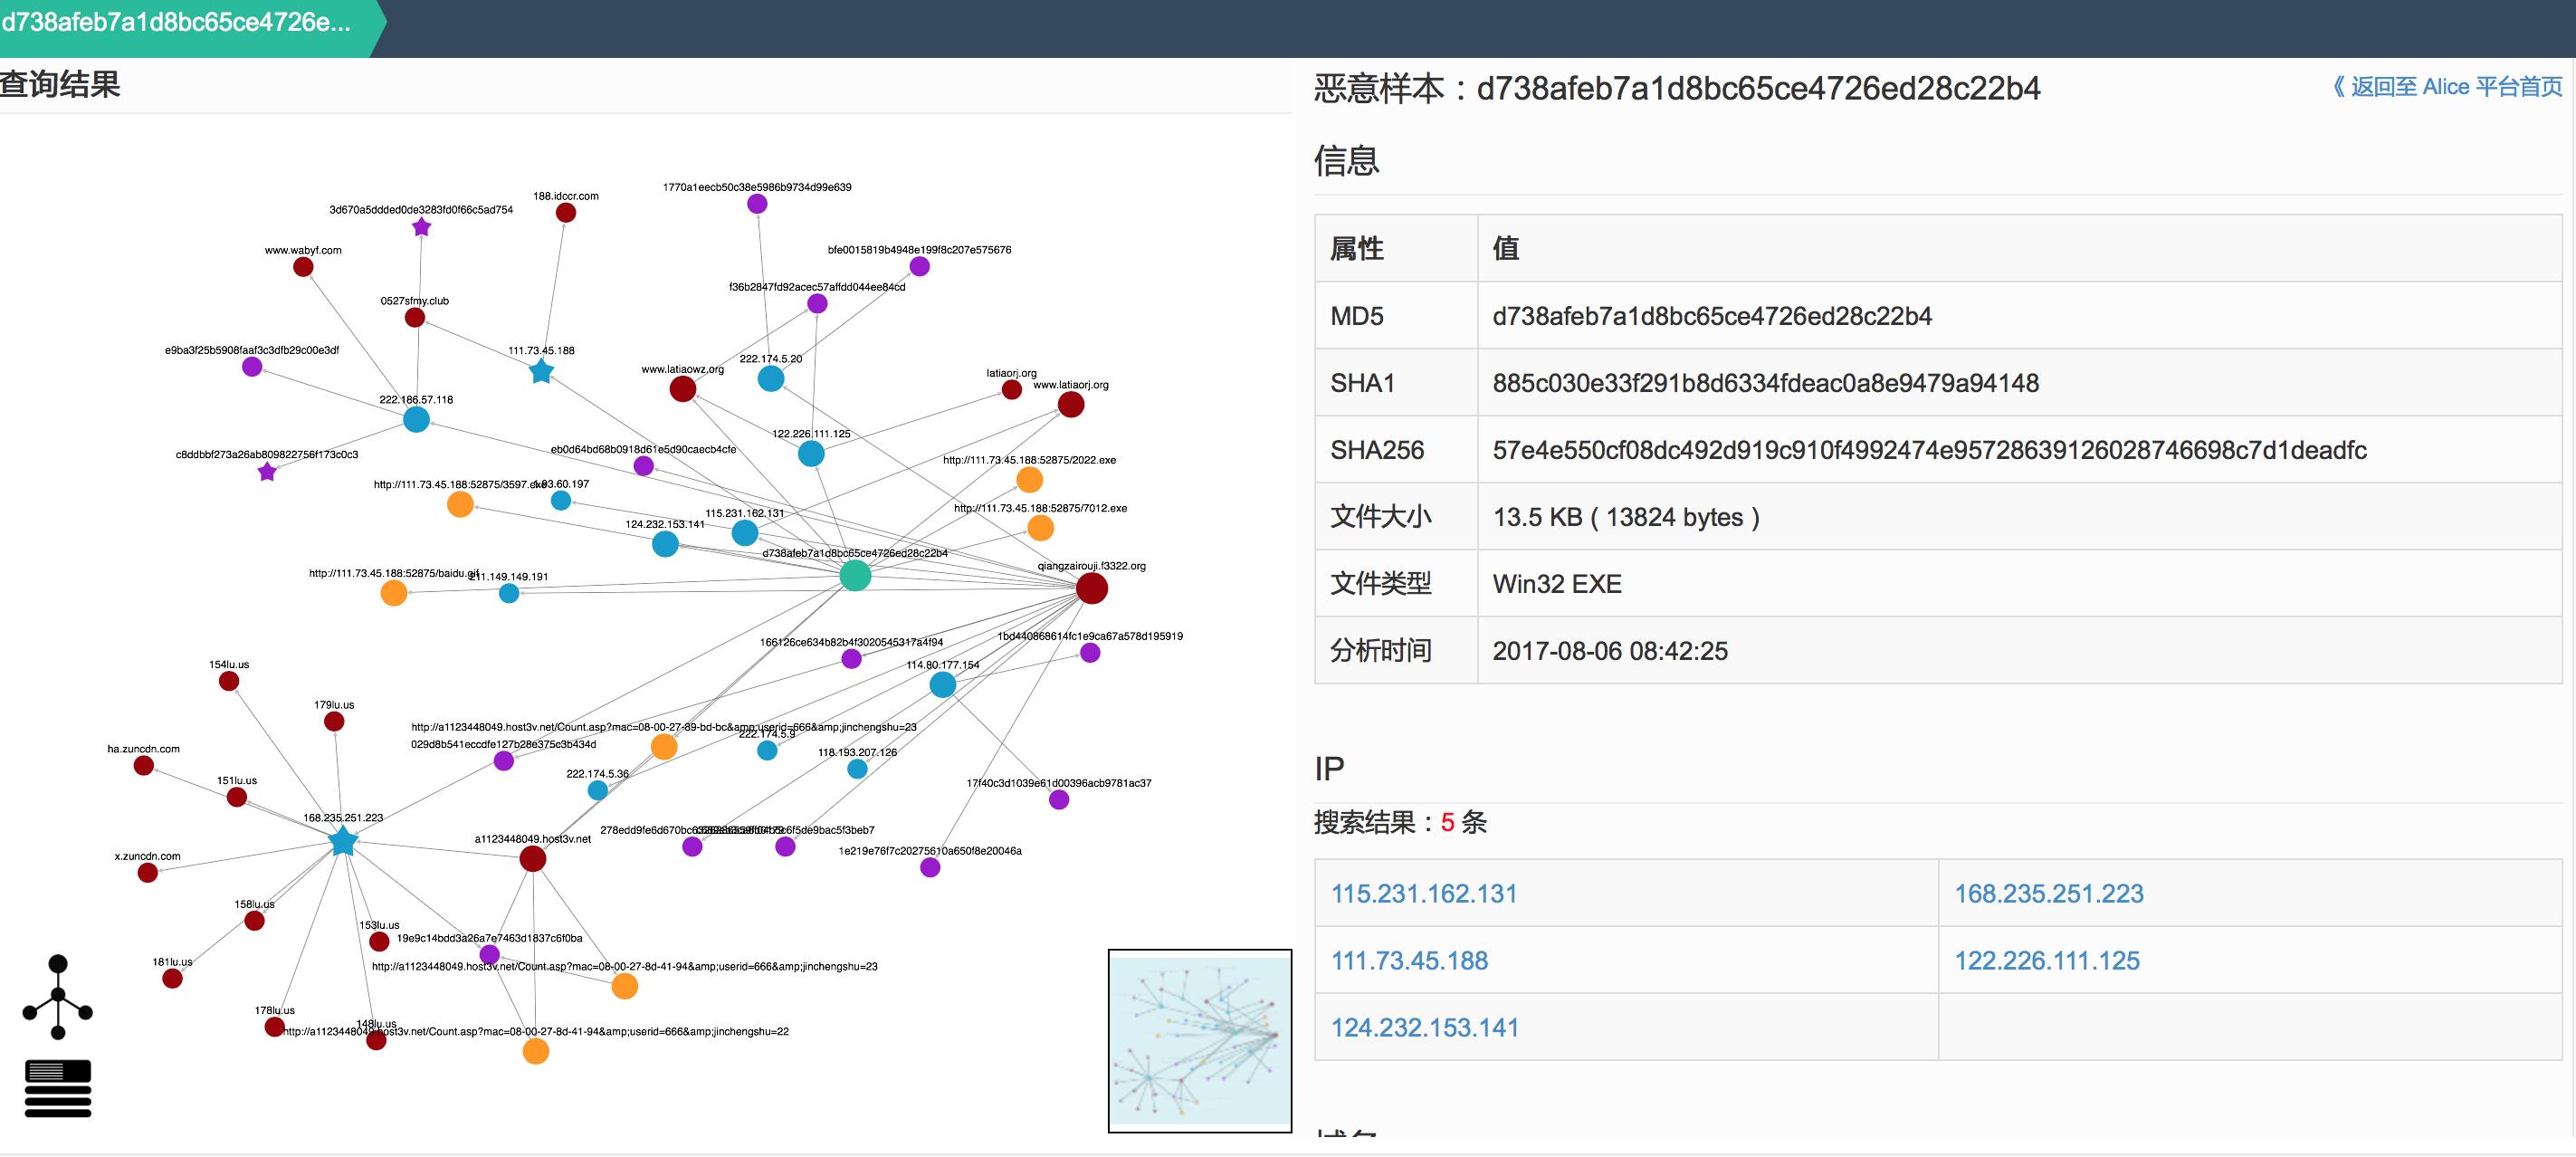 d738afeb7a1d8bc65ce4726e...
查询结果
1770a1eecb50c38e5986b9734d99e639
188.idccr.com
3d670a5ddded0de3283fd0f66c5ad754
www.wabyf.com
bfe0015819b4948e199f8c207e575676
f36b2847fd92acec57affdd044ee84cd
0527sfmy.club
e9ba3f25b5908faaf3c3dfb29c00e3df
111.73.45.188
222.174.5.20
www.latiaowz.org
latiaorj.org
www.latiaorj.org
222.186.57.118
122.226.111.125
eb0d64bd68b0918d61e5d90caecb4cfe
c8ddbbf273a26ab809822756f173c0c3
http://111.73.45.188:52875/2022.exe
http://111.73.45.188:52875/3597.exe
http://111.73.45.188:52875/7012.exe
115.231.162.131
124.232.153.141
d738afeb7a1d8bc65ce4726ed28c22b4
qiangzairouji.f3322.org
http://111.73.45.188:52875/baidu.gif
211.149.149.191
166126ce634b82b4f3020545317a4f94
1bd440868614fc1e9ca67a578d195919
154lu.us
114.80.177.154
179lu.us
http://a1123448049.host3v.net/Count.asp?mac=08-00-27-89-bd-bc&amp;userid=666&amp;jinchengshu=23
222.174.5.9
029d8b541eccdfe127b28e375c3b434d
ha.zuncdn.com
118.193.207.126
222.174.5.36
151lu.us
17f40c3d1039e61d00396acb9781ac37
168.235.251.223
a1123448049.host3v.net
1e219e76f7c20275610a650f8e20046a
x.zuncdn.com
158lu.us
153lu.us
19e9c14bdd3a26a7e7463d1837c6f0ba
181lu.us
http://a1123448049.host3v.net/Count.asp?mac=08-00-27-8d-41-94&amp;userid=666&amp;jinchengshu=23
178lu.us
148lu.us
http://a1123448049.host3v.net/Count.asp?mac=08-00-27-8d-41-94&amp;userid=666&amp;jinchengshu=22
恶意样本：d738afeb7a1d8bc65ce4726ed28c22b4
《 返回至 Alice 平台首页
信息
属性 值
MD5 d738afeb7a1d8bc65ce4726ed28c22b4
SHA1 885c030e33f291b8d6334fdeac0a8e9479a94148
SHA256 57e4e550cf08dc492d919c910f4992474e957286391260287466​98c7d1deadfc
文件大小 13.5 KB ( 13824 bytes )
文件类型 Win32 EXE
分析时间 2017-08-06 08:42:25
IP
搜索结果：5 条
115.231.162.131 168.235.251.223
111.73.45.188 122.226.111.125
124.232.153.141